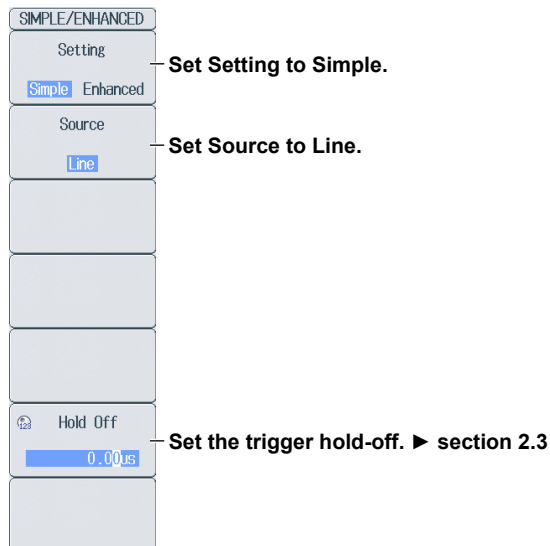 SIMPLE/ENHANCED
Setting
Simple Enhanced
Set Setting to Simple.
Source
Line
Set Source to Line.
123 Hold Off
0.00us
Set the trigger hold-off. ► section 2.3